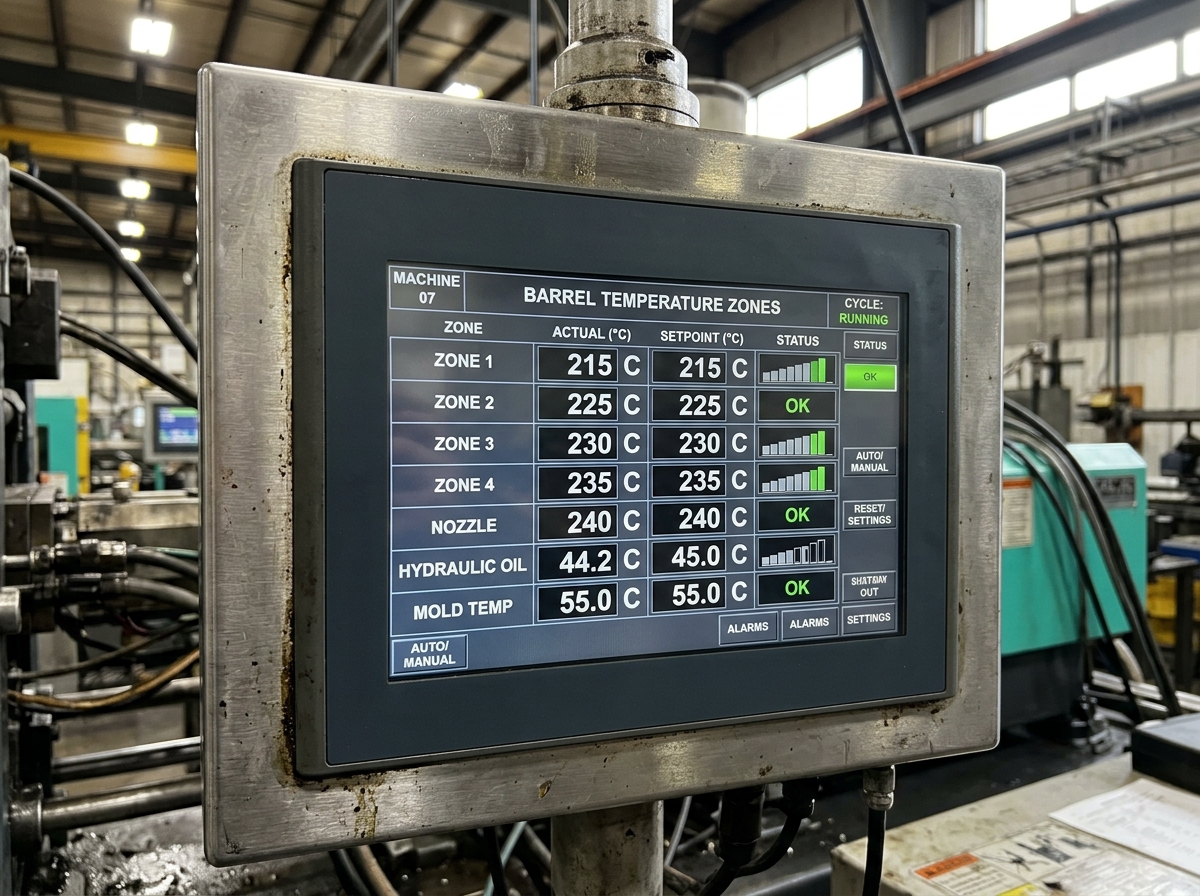 MACHINE
07
BARREL TEMPERATURE ZONES
CYCLE:
RUNNING
ZONE ACTUAL (°C) SETPOINT (°C) STATUS STATUS
ZONE 1 215 C 215 C
OK
ZONE 2 225 C 225 C OK
ZONE 3 230 C 230 C
AUTO/
MANUAL
ZONE 4 235 C 235 C
NOZZLE 240 C 240 C OK
RESET/
SETTINGS
HYDRAULIC OIL 44.2 C 45.0 C
MOLD TEMP 55.0 C 55.0 C OK
OUT
ALARMS ALARMS SETTINGS
AUTO/
MANUAL